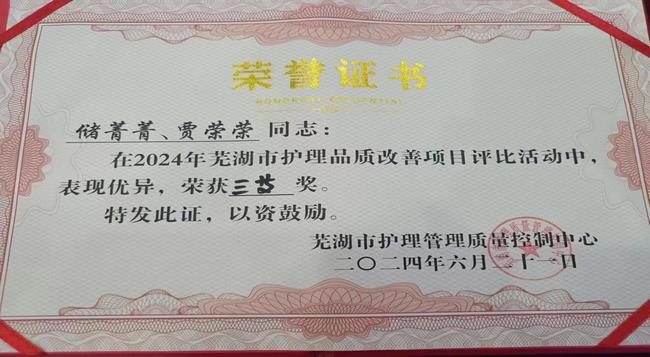 荣誉证书
储菁菁、贾荣荣 同志：
在2024年芜湖市护理品质改善项目评比活动中，
表现优异，荣获三等奖。
特发此证，以资鼓励。
芜湖市护理管理质量控制中心
二〇二四年六月二十一日